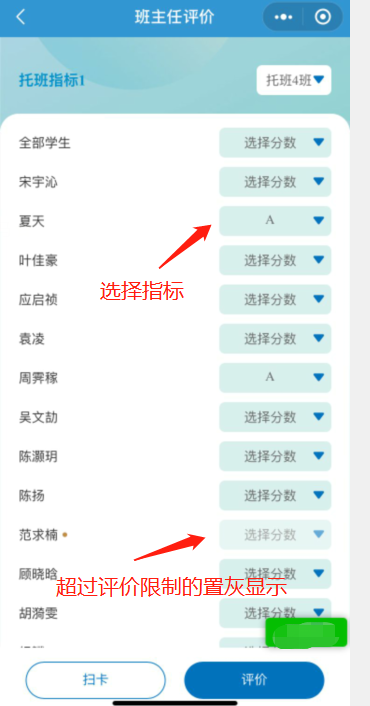 班主任评价
托班指标1
托班4班
全部学生 选择分数
宋宇沁 选择分数
夏天 A
叶佳豪 选择分数
选择指标
应启祯 选择分数
袁凌 选择分数
周霁稼 A
吴文劼 选择分数
陈灏玥 选择分数
陈扬 选择分数
范求楠 选择分数
顾晓晗 选择分数
超过评价限制的置灰显示
胡漪雯 选择分数
扫卡
评价